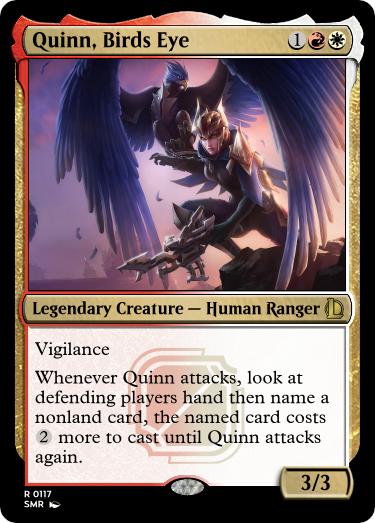 Quinn, Birds Eye 1
Legendary Creature — Human Ranger
Vigilance
Whenever Quinn attacks, look at
defending players hand then name a
nonland card, the named card costs
2 more to cast until Quinn attacks
again.
3/3
R 0117
SMR